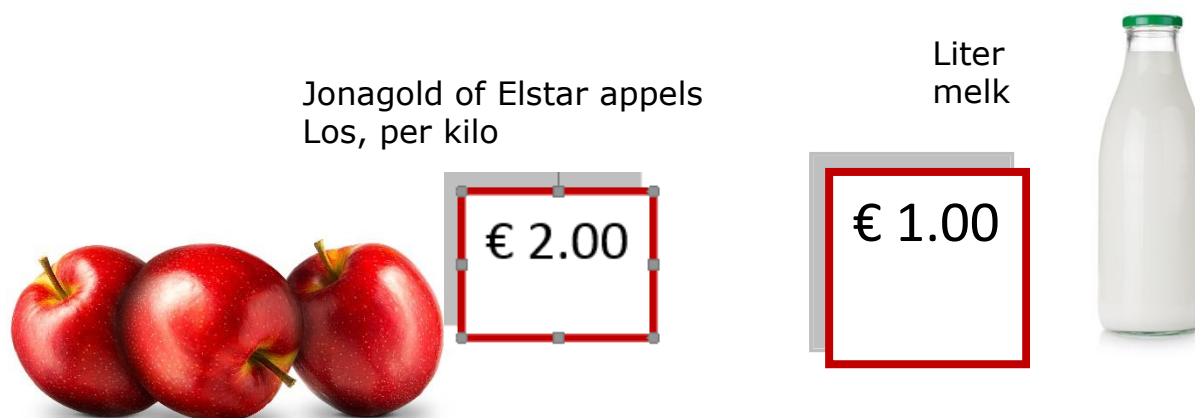 Jonagold of Elstar appels
Los, per kilo
€ 2.00
Liter
melk
€ 1.00